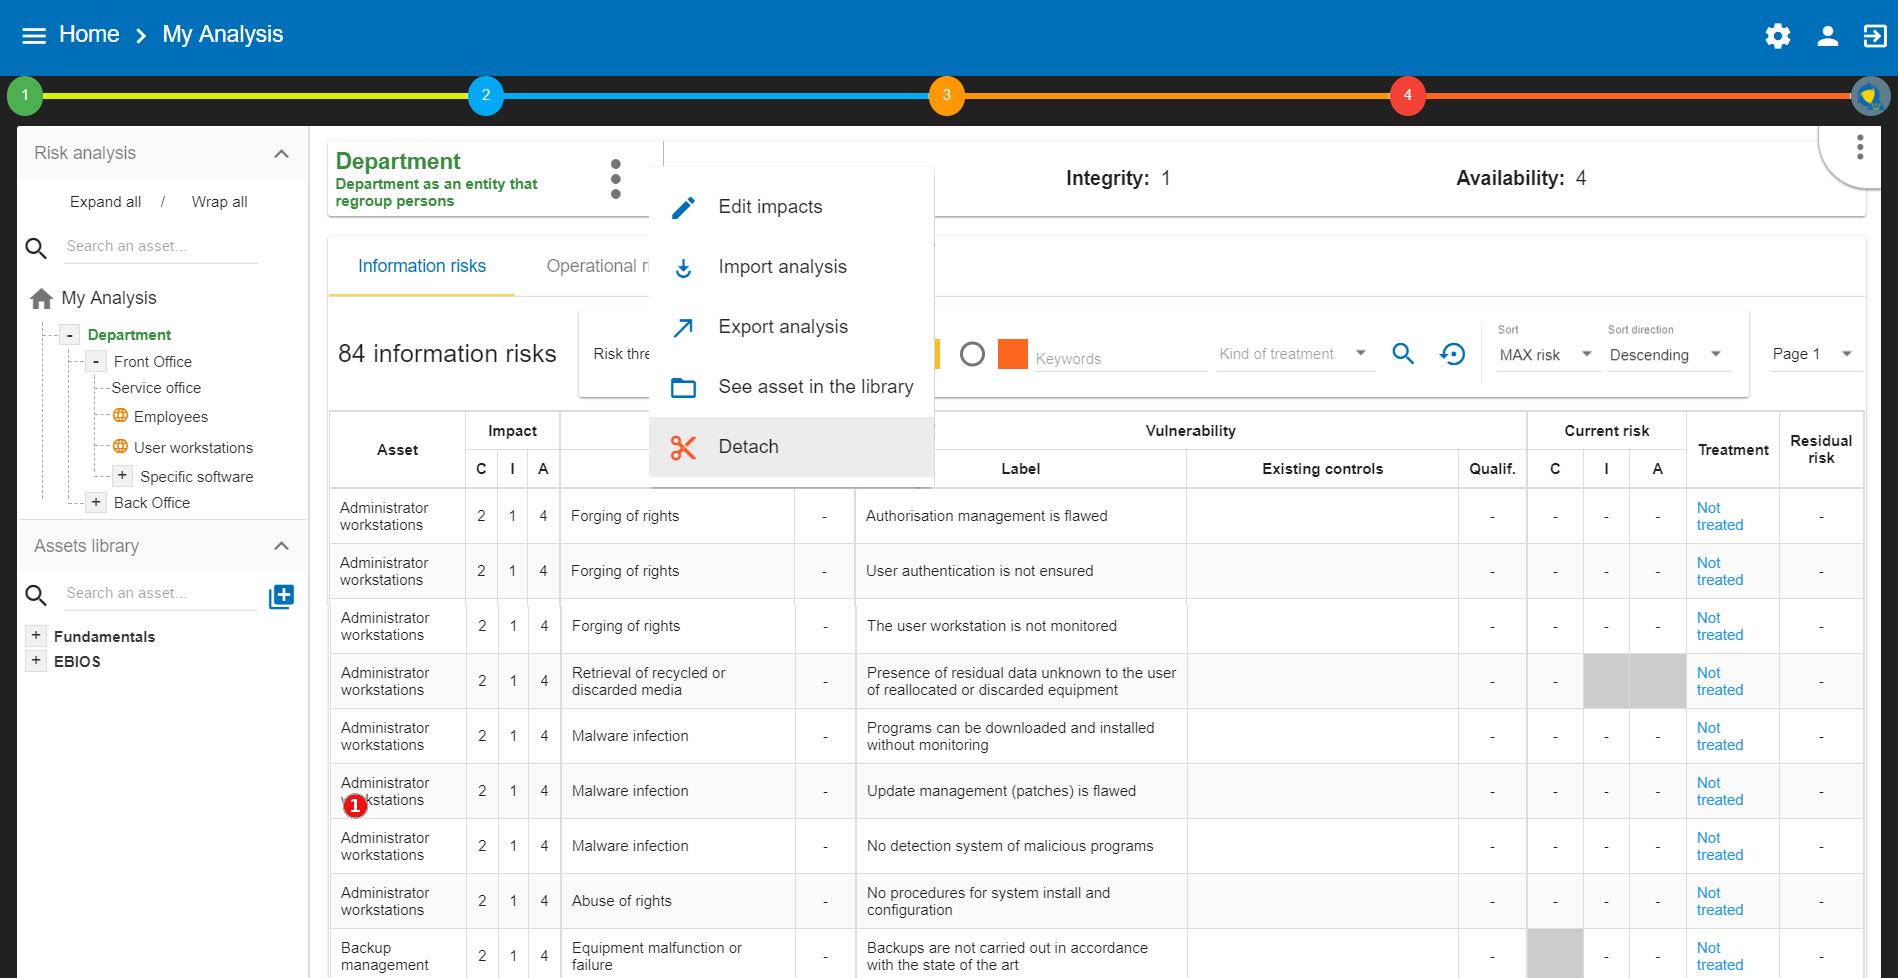 Home > My Analysis
1
2
3
4
Risk analysis
Expand all / Wrap all
Search an asset...
My Analysis
- Department
- Front Office
Service office
Employees
User workstations
+ Specific software
+ Back Office
Assets library
Search an asset...
+ Fundamentals
+ EBIOS
Department
Department as an entity that
regroup persons
Integrity: 1
Availability: 4
Edit impacts
Import analysis
Export analysis
See asset in the library
Detach
Information risks
Operational
84 information risks
Risk
Keywords
Kind of treatment
Sort
MAX risk
Sort direction
Descending
Page 1
Asset
Impact
Vulnerability
Current risk
Treatment
Residual
risk
C I A
Label
Existing controls
Qualif.
C I A
Administrator
workstations
2 1 4 Forging of rights - Authorisation management is flawed - - - - -
Not
treated
Administrator
workstations
2 1 4 Forging of rights - User authentication is not ensured - - - - -
Not
treated
Administrator
workstations
2 1 4 Forging of rights - The user workstation is not monitored - - - - -
Not
treated
Administrator
workstations
2 1 4
Retrieval of recycled or
discarded media
-
Presence of residual data unknown to the user
of reallocated or discarded equipment
- - -
Not
treated
Administrator
workstations
2 1 4 Malware infection -
Programs can be downloaded and installed
without monitoring
- - - - -
Not
treated
Administrator
1
2 1 4 Malware infection - Update management (patches) is flawed - - - - -
Not
treated
Administrator
workstations
2 1 4 Malware infection - No detection system of malicious programs - - - - -
Not
treated
Administrator
workstations
2 1 4 Abuse of rights -
No procedures for system install and
configuration
- - - - -
Not
treated
Backup
management
2 1 4
Equipment malfunction or
failure
-
Backups are not carried out in accordance
with the state of the art
- - - -
Not
treated